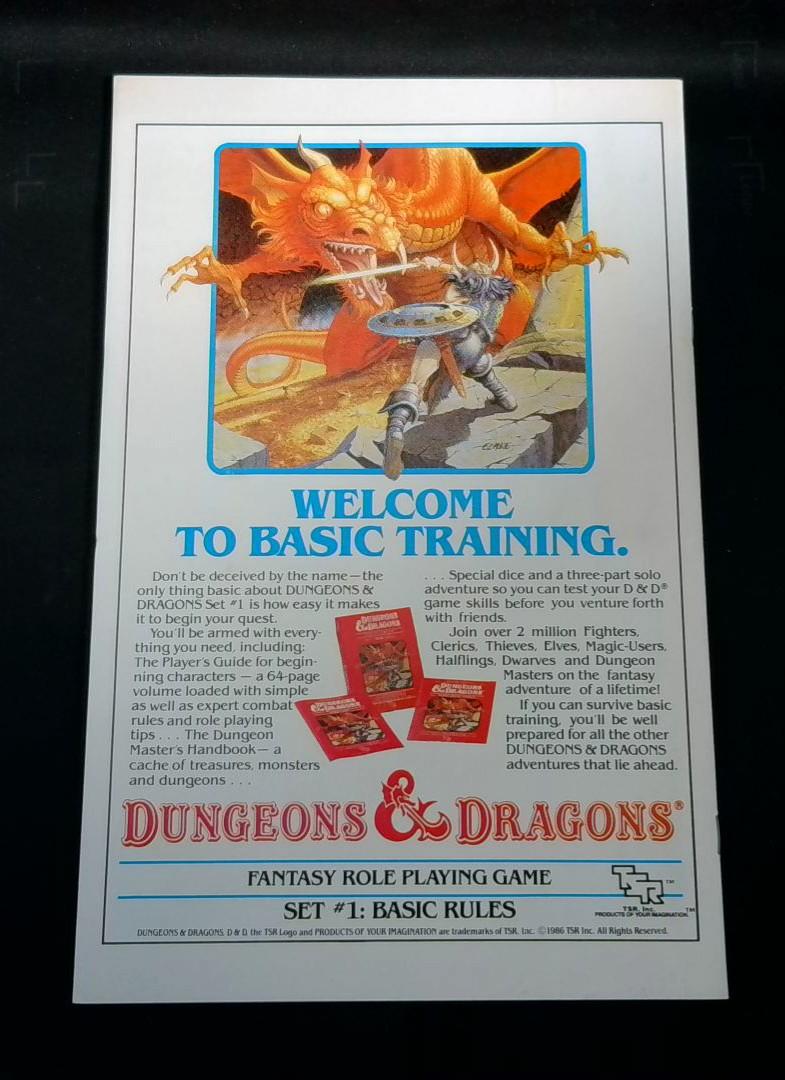 ELMORE
WELCOME
TO BASIC TRAINING.
Don't be deceived by the name — the
only thing basic about DUNGEONS &
DRAGONS Set #1 is how easy it makes
it to begin your quest.
You'll be armed with every-
thing you need, including:
The Player's Guide for begin-
ning characters — a 64-page
volume loaded with simple
as well as expert combat
rules and role playing
tips . . . The Dungeon
Master's Handbook — a
cache of treasures, monsters
and dungeons . . .
. . . Special dice and a three-part solo
adventure so you can test your D & D®
game skills before you venture forth
with friends.
Join over 2 million Fighters,
Clerics, Thieves, Elves, Magic-Users,
Halflings, Dwarves and Dungeon
Masters on the fantasy
adventure of a lifetime!
If you can survive basic
training, you'll be well
prepared for all the other
DUNGEONS & DRAGONS
adventures that lie ahead.
DUNGEONS
& DRAGONS
DUNGEONS
& DRAGONS
DUNGEONS
& DRAGONS
DUNGEONS & DRAGONS®
FANTASY ROLE PLAYING GAME
SET #1: BASIC RULES
TSR ™
TSR, Inc.
PRODUCTS OF YOUR IMAGINATION ™
DUNGEONS & DRAGONS, D & D, the TSR Logo and PRODUCTS OF YOUR IMAGINATION are trademarks of TSR, Inc. ©1986 TSR Inc. All Rights Reserved.